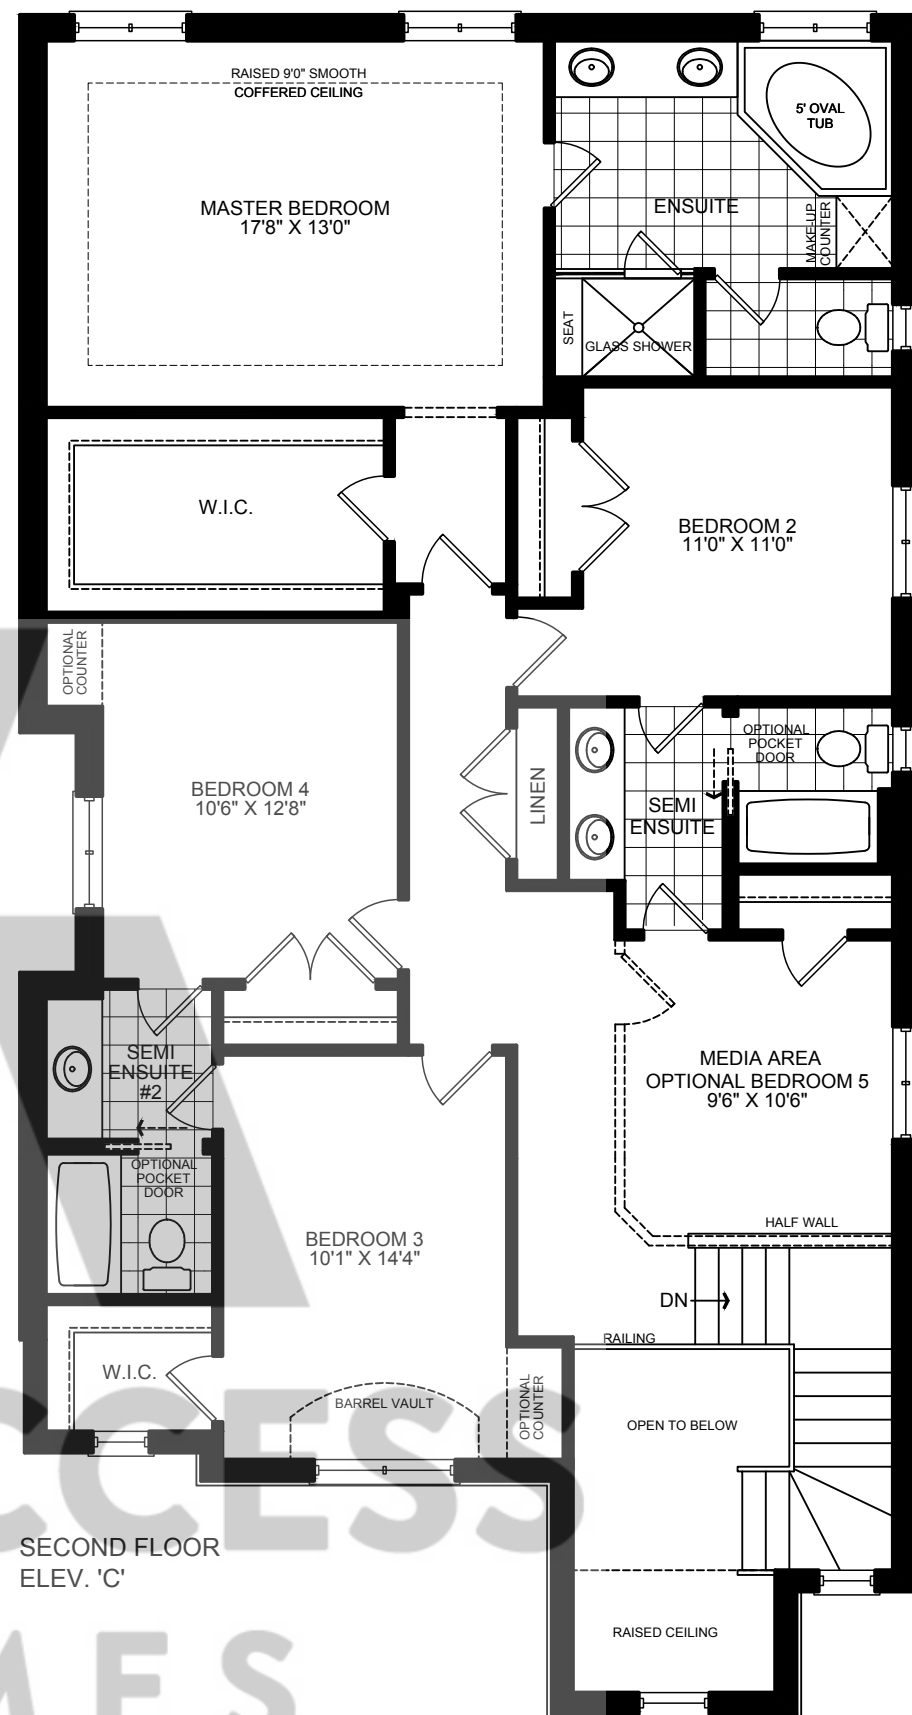 RAISED 9'0" SMOOTH
COFFERED CEILING
MASTER BEDROOM
17'8" X 13'0"
5' OVAL
TUB
ENSUITE
MAKE-UP
COUNTER
SEAT
GLASS SHOWER
W.I.C.
BEDROOM 2
11'0" X 11'0"
OPTIONAL
COUNTER
BEDROOM 4
10'6" X 12'8"
LINEN
OPTIONAL
POCKET
DOOR
SEMI
ENSUITE
SEMI
ENSUITE
#2
OPTIONAL
POCKET
DOOR
MEDIA AREA
OPTIONAL BEDROOM 5
9'6" X 10'6"
HALF WALL
BEDROOM 3
10'1" X 14'4"
DN
RAILING
W.I.C.
BARREL VAULT
OPTIONAL
COUNTER
OPEN TO BELOW
RAISED CEILING
SECOND FLOOR
ELEV. 'C'
CCESS
MES